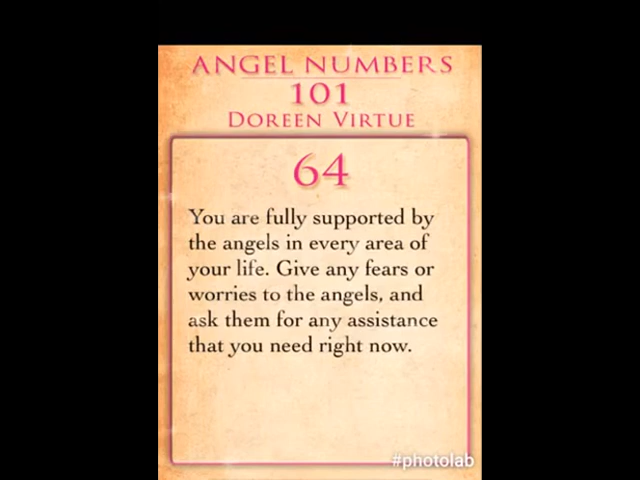 ANGEL NUMBERS
101
DOREEN VIRTUE
64
You are fully supported by
the angels in every area of
your life. Give any fears or
worries to the angels, and
ask them for any assistance
that you need right now.
#photolab